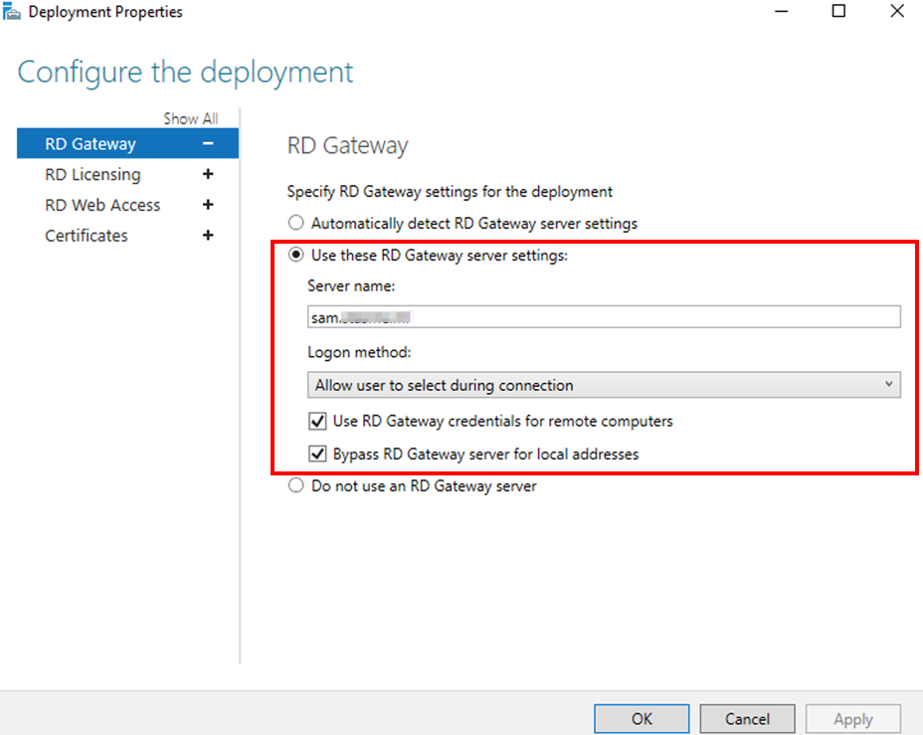 Deployment Properties
Configure the deployment
Show All
RD Gateway
–
RD Licensing
+
RD Web Access
+
Certificates
+
RD Gateway
Specify RD Gateway settings for the deployment
Automatically detect RD Gateway server settings
Use these RD Gateway server settings:
Server name:
sam.
Logon method:
Allow user to select during connection
Use RD Gateway credentials for remote computers
Bypass RD Gateway server for local addresses
Do not use an RD Gateway server
OK
Cancel
Apply